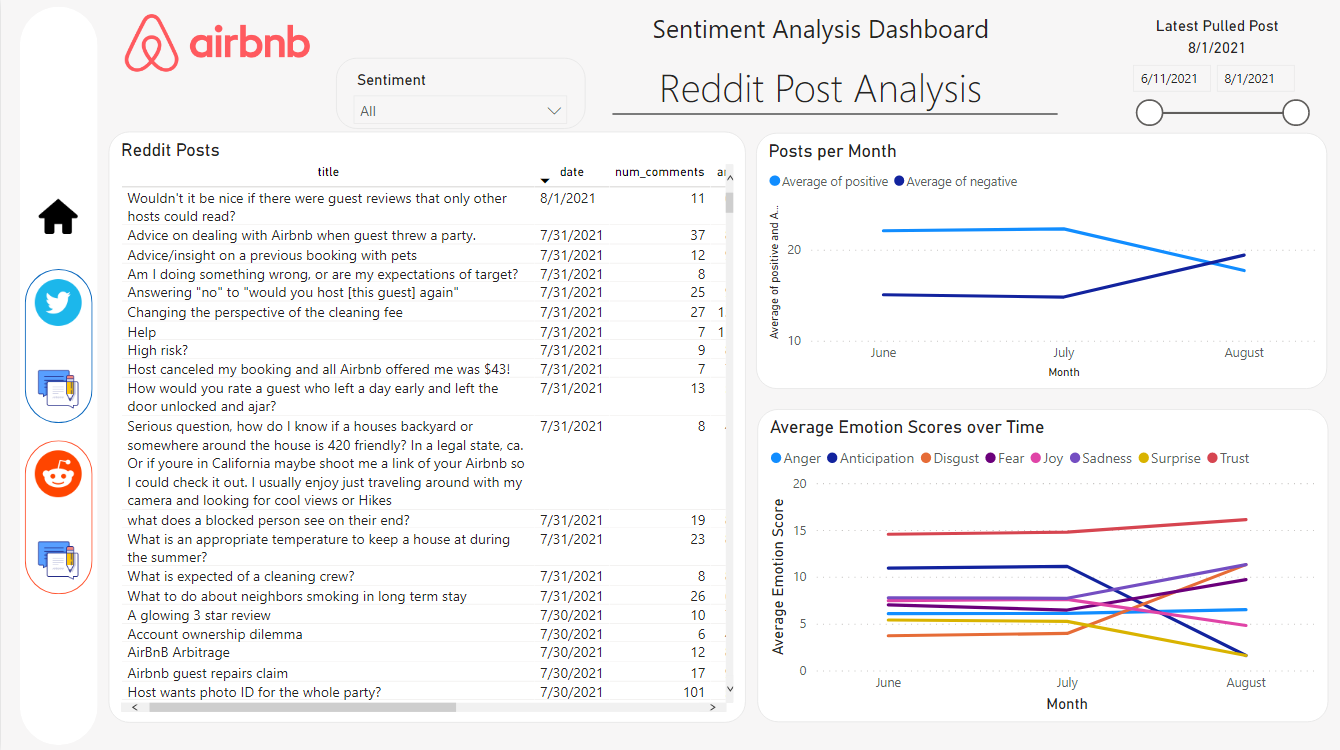 airbnb
Sentiment
All
Sentiment Analysis Dashboard
Reddit Post Analysis
Latest Pulled Post
8/1/2021
6/11/2021 8/1/2021
Reddit Posts
title date num_comments
Wouldn't it be nice if there were guest reviews that only other 8/1/2021 11
hosts could read?
Advice on dealing with Airbnb when guest threw a party. 7/31/2021 37
Advice/insight on a previous booking with pets 7/31/2021 12
Am I doing something wrong, or are my expectations of target? 7/31/2021 8
Answering "no" to "would you host [this guest] again" 7/31/2021 25
Changing the perspective of the cleaning fee 7/31/2021 27
Help 7/31/2021 7
High risk? 7/31/2021 9
Host canceled my booking and all Airbnb offered me was $43! 7/31/2021 7
How would you rate a guest who left a day early and left the 7/31/2021 13
door unlocked and ajar?
Serious question, how do I know if a houses backyard or 7/31/2021 8
somewhere around the house is 420 friendly? In a legal state, ca.
Or if youre in California maybe shoot me a link of your Airbnb so
I could check it out. I usually enjoy just traveling around with my
camera and looking for cool views or Hikes
what does a blocked person see on their end? 7/31/2021 19
What is an appropriate temperature to keep a house at during 7/31/2021 23
the summer?
What is expected of a cleaning crew? 7/31/2021 8
What to do about neighbors smoking in long term stay 7/31/2021 26
A glowing 3 star review 7/30/2021 10
Account ownership dilemma 7/30/2021 6
AirBnB Arbitrage 7/30/2021 12
Airbnb guest repairs claim 7/30/2021 17
Host wants photo ID for the whole party? 7/30/2021 101
Posts per Month
Average of positive Average of negative
Average of positive and A...
20
10
June July August
Month
Average Emotion Scores over Time
Anger Anticipation Disgust Fear Joy Sadness Surprise Trust
Average Emotion Score
20
15
10
5
0
June July August
Month